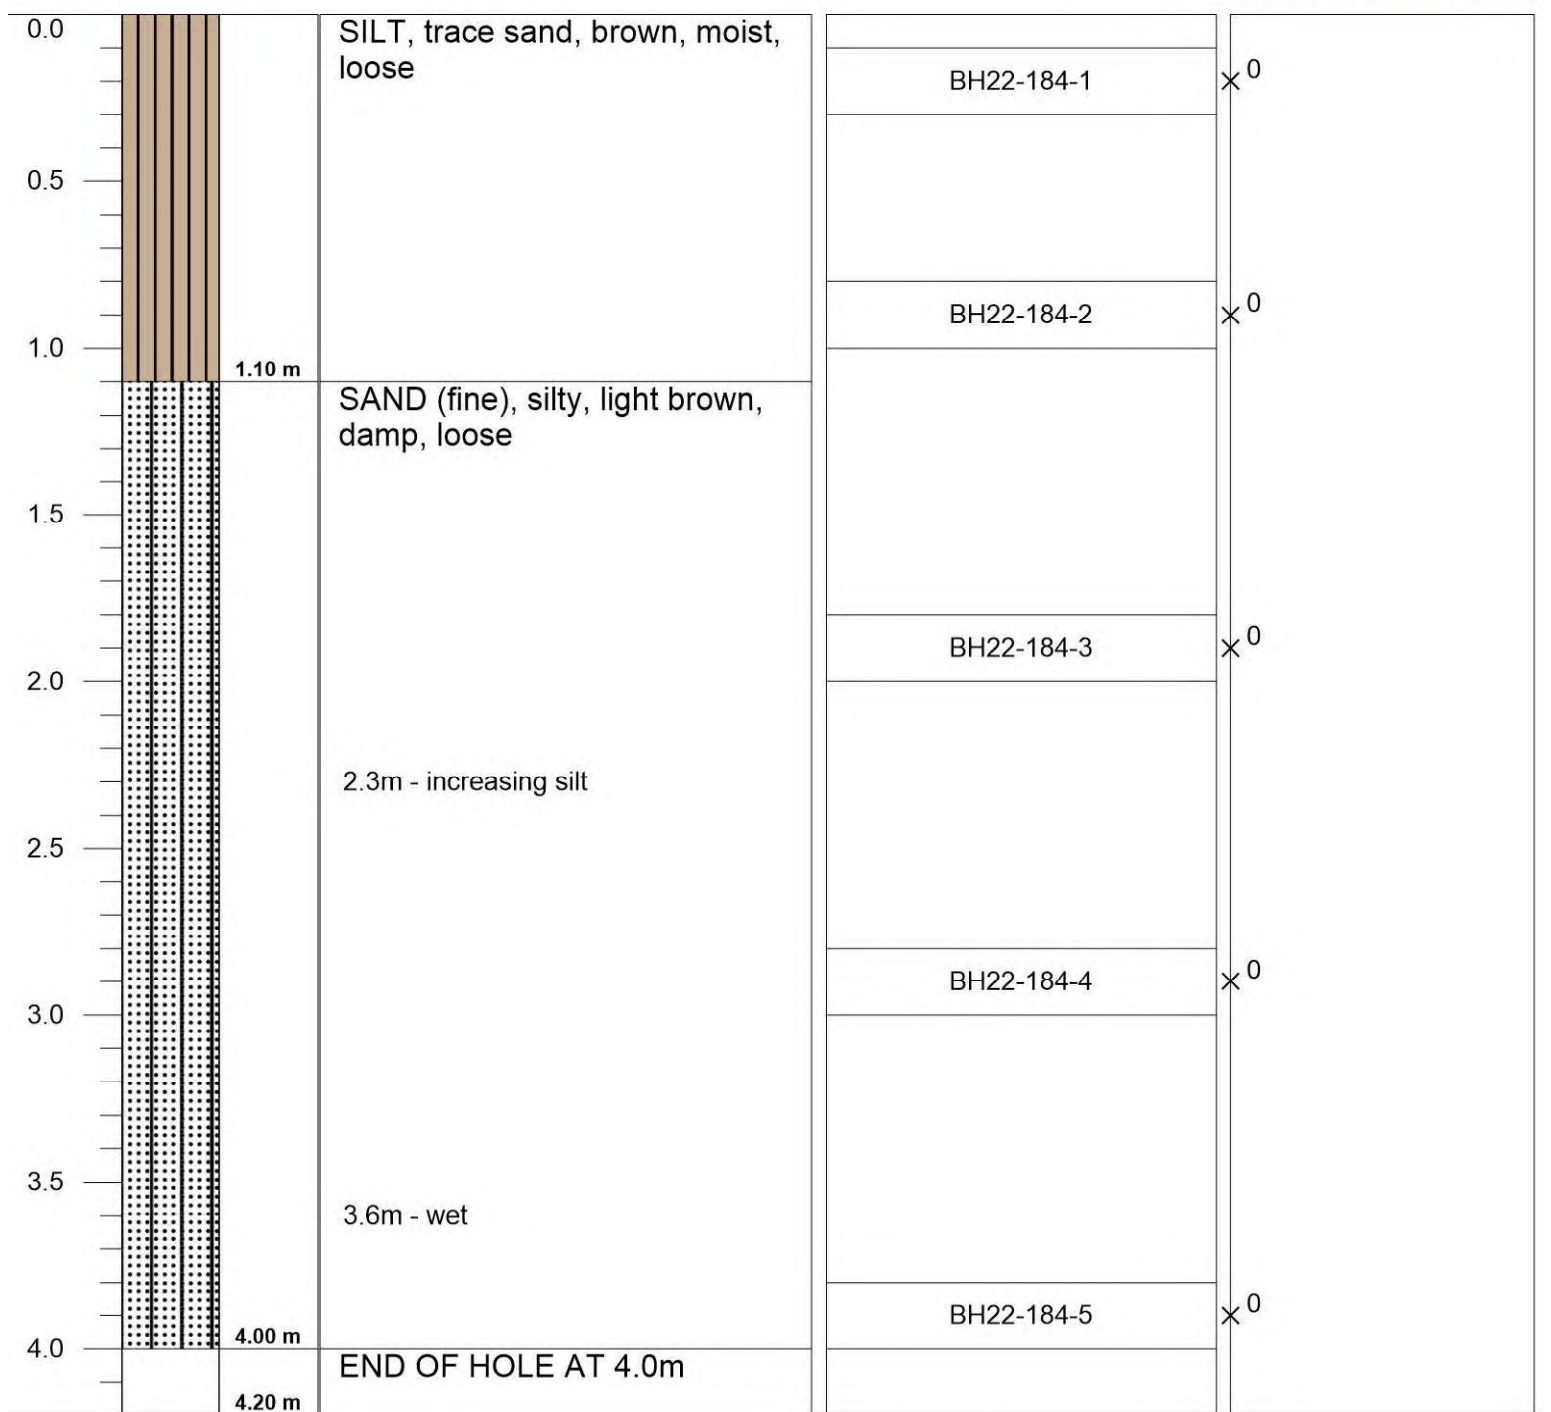 0.0
SILT, trace sand, brown, moist,
loose
BH22-184-1
0
0.5
BH22-184-2
0
1.0
1.10 m
SAND (fine), silty, light brown,
damp, loose
1.5
BH22-184-3
0
2.0
2.3m - increasing silt
2.5
BH22-184-4
0
3.0
3.5
3.6m - wet
BH22-184-5
0
4.00 m
4.0
END OF HOLE AT 4.0m
4.20 m